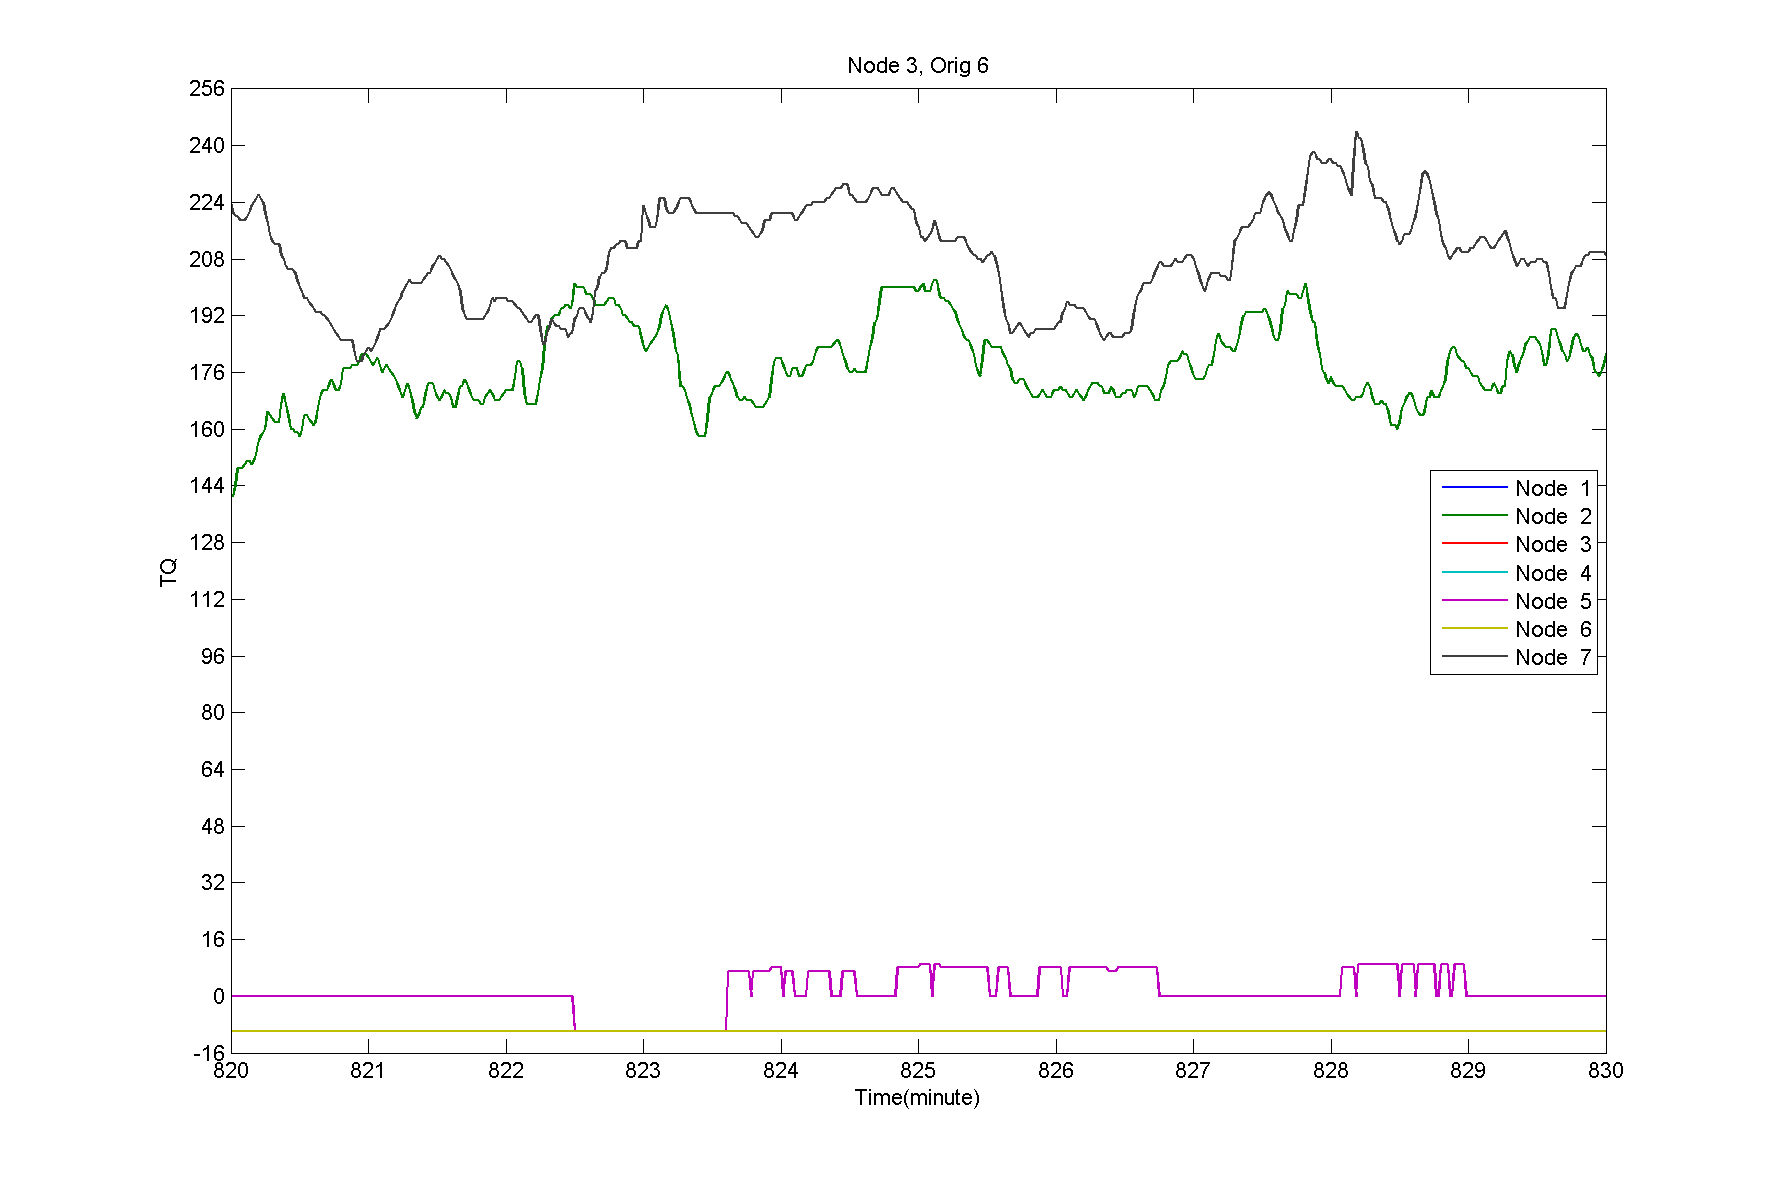 Node 3, Orig 6
256
240
224
208
192
176
160
144
128
112
96
80
64
48
32
16
0
-16
TQ
Node 1
Node 2
Node 3
Node 4
Node 5
Node 6
Node 7
820 821 822 823 824 825 826 827 828 829 830
Time(minute)